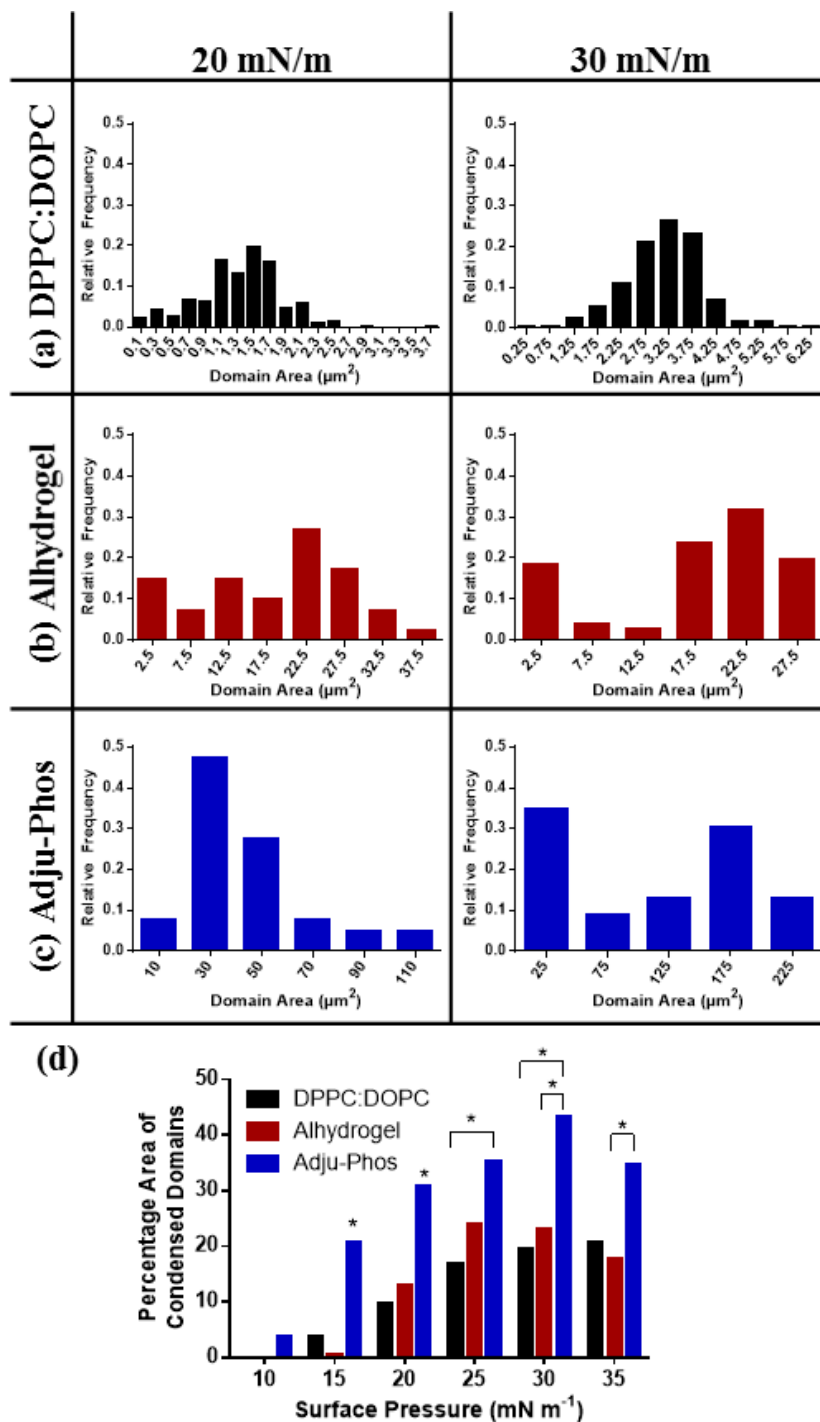 20 mN/m 30 mN/m
(a) DPPC:DOPC
Relative Frequency
0.5
0.4
0.3
0.2
0.1
0.0
0.1 0.3 0.5 0.7 0.9 1.1 1.3 1.5 1.7 1.9 2.1 2.3 2.5 2.7 2.9 3.1 3.3 3.5 3.7
Domain Area (µm²)
Relative Frequency
0.5
0.4
0.3
0.2
0.1
0.0
0.25 0.75 1.25 1.75 2.25 2.75 3.25 3.75 4.25 4.75 5.25 5.75 6.25
Domain Area (µm²)
(b) Alhydrogel
Relative Frequency
0.5
0.4
0.3
0.2
0.1
0.0
2.5 7.5 12.5 17.5 22.5 27.5 32.5 37.5
Domain Area (µm²)
Relative Frequency
0.5
0.4
0.3
0.2
0.1
0.0
2.5 7.5 12.5 17.5 22.5 27.5
Domain Area (µm²)
(c) Adju-Phos
Relative Frequency
0.5
0.4
0.3
0.2
0.1
0.0
10 30 50 70 90 110
Domain Area (µm²)
Relative Frequency
0.5
0.4
0.3
0.2
0.1
0.0
25 75 125 175 225
Domain Area (µm²)
(d)
Percentage Area of
Condensed Domains
50
40
30
20
10
0
DPPC:DOPC
Alhydrogel
Adju-Phos
* * * * * *
10 15 20 25 30 35
Surface Pressure (mN m⁻¹)